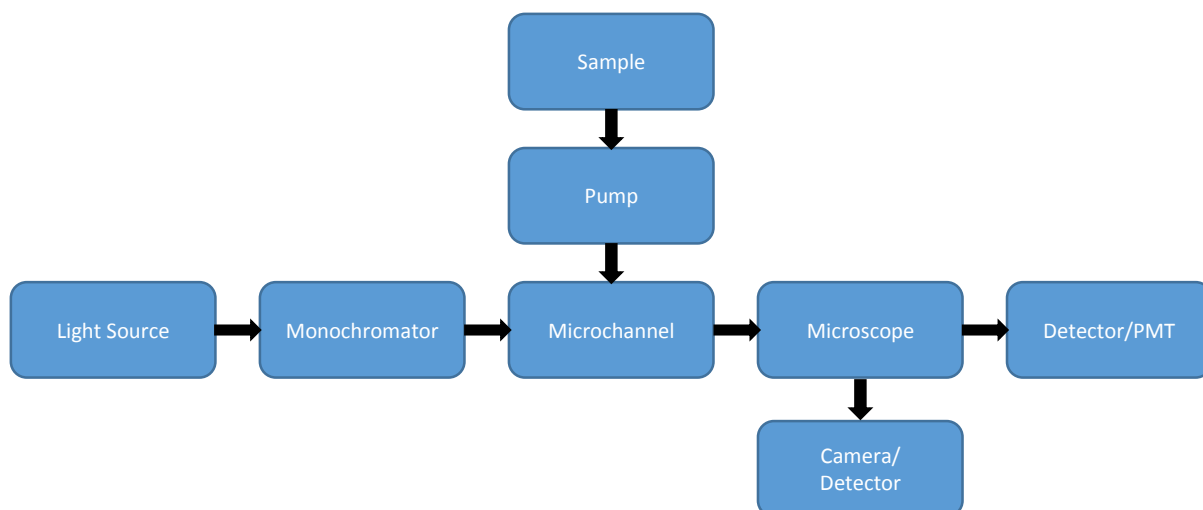 Sample
Pump
Light Source
Monochromator
Microchannel
Microscope
Detector/PMT
Camera/
Detector